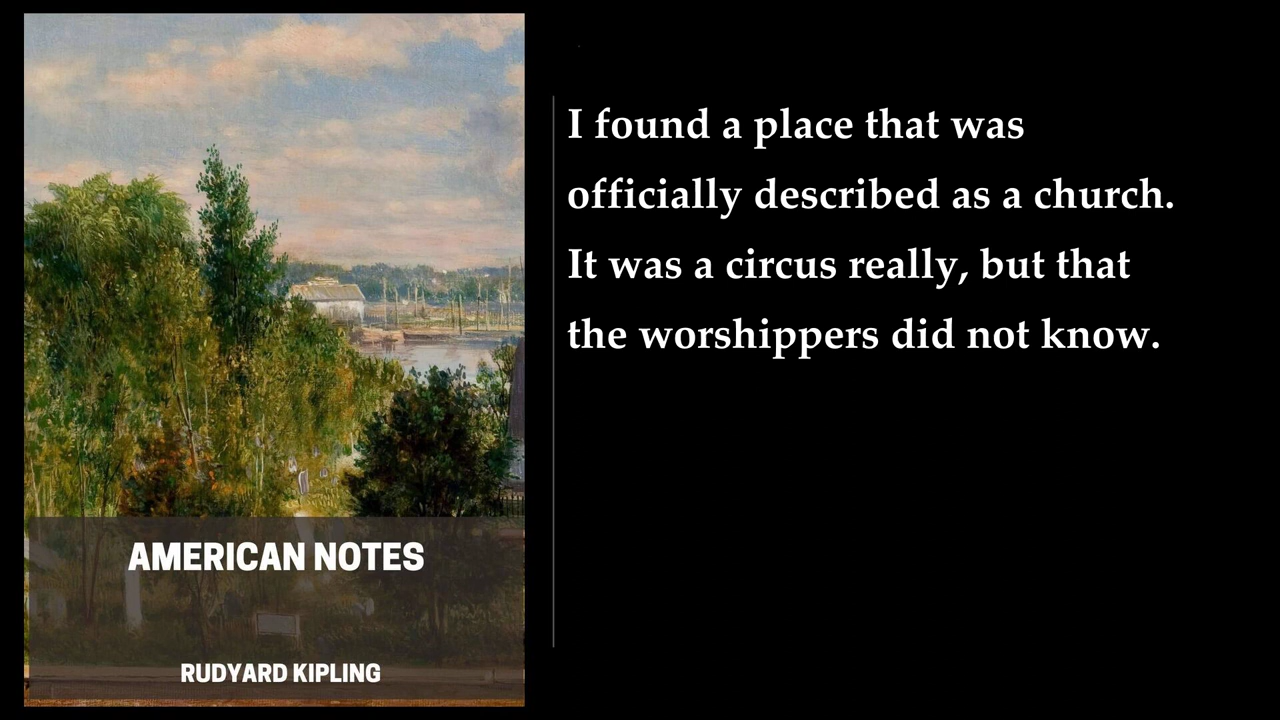 AMERICAN NOTES
RUDYARD KIPLING
I found a place that was
officially described as a church.
It was a circus really, but that
the worshippers did not know.